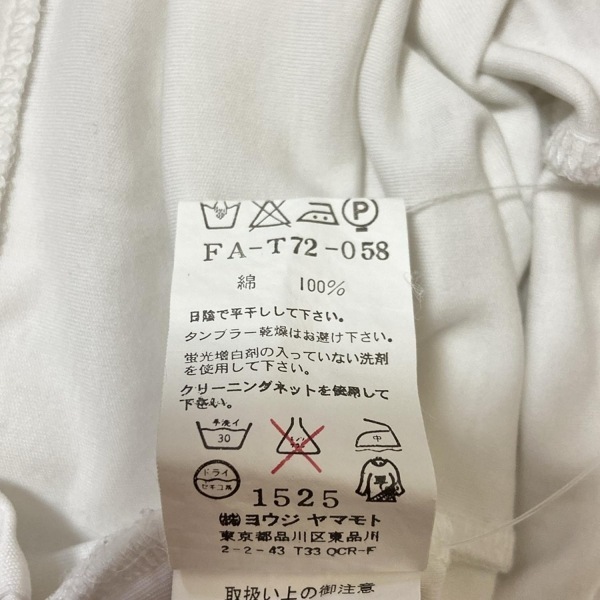 P
FA-T72-058
綿 100%
日陰で平干しして下さい。
タンブラー乾燥はお避け下さい。
蛍光増白剤の入っていない洗剤
を使用して下さい。
クリーニングネットを使用して
下さい。
手洗イ
30
中
ドライ
セキユ系
平
1525
(株)ヨウジ ヤマモト
東京都品川区東品川
2-2-43 T33 QCR-F
取扱い上の御注意